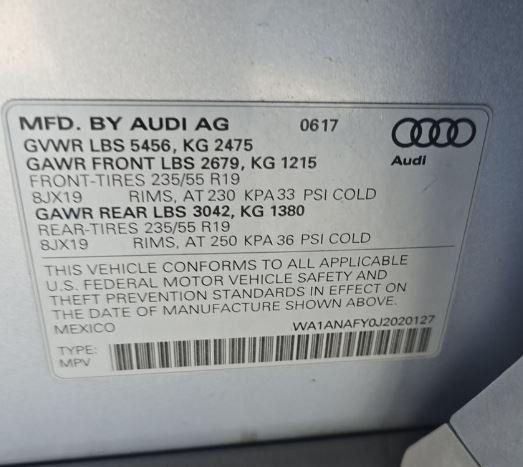 MFD. BY AUDI AG 0617
GVWR LBS 5456, KG 2475
GAWR FRONT LBS 2679, KG 1215
Audi
FRONT-TIRES 235/55 R19
8JX19 RIMS, AT 230 KPA 33 PSI COLD
GAWR REAR LBS 3042, KG 1380
REAR-TIRES 235/55 R19
8JX19 RIMS, AT 250 KPA 36 PSI COLD
THIS VEHICLE CONFORMS TO ALL APPLICABLE
U.S. FEDERAL MOTOR VEHICLE SAFETY AND
THEFT PREVENTION STANDARDS IN EFFECT ON
THE DATE OF MANUFACTURE SHOWN ABOVE.
MEXICO WA1ANAFY0J2020127
TYPE:
MPV